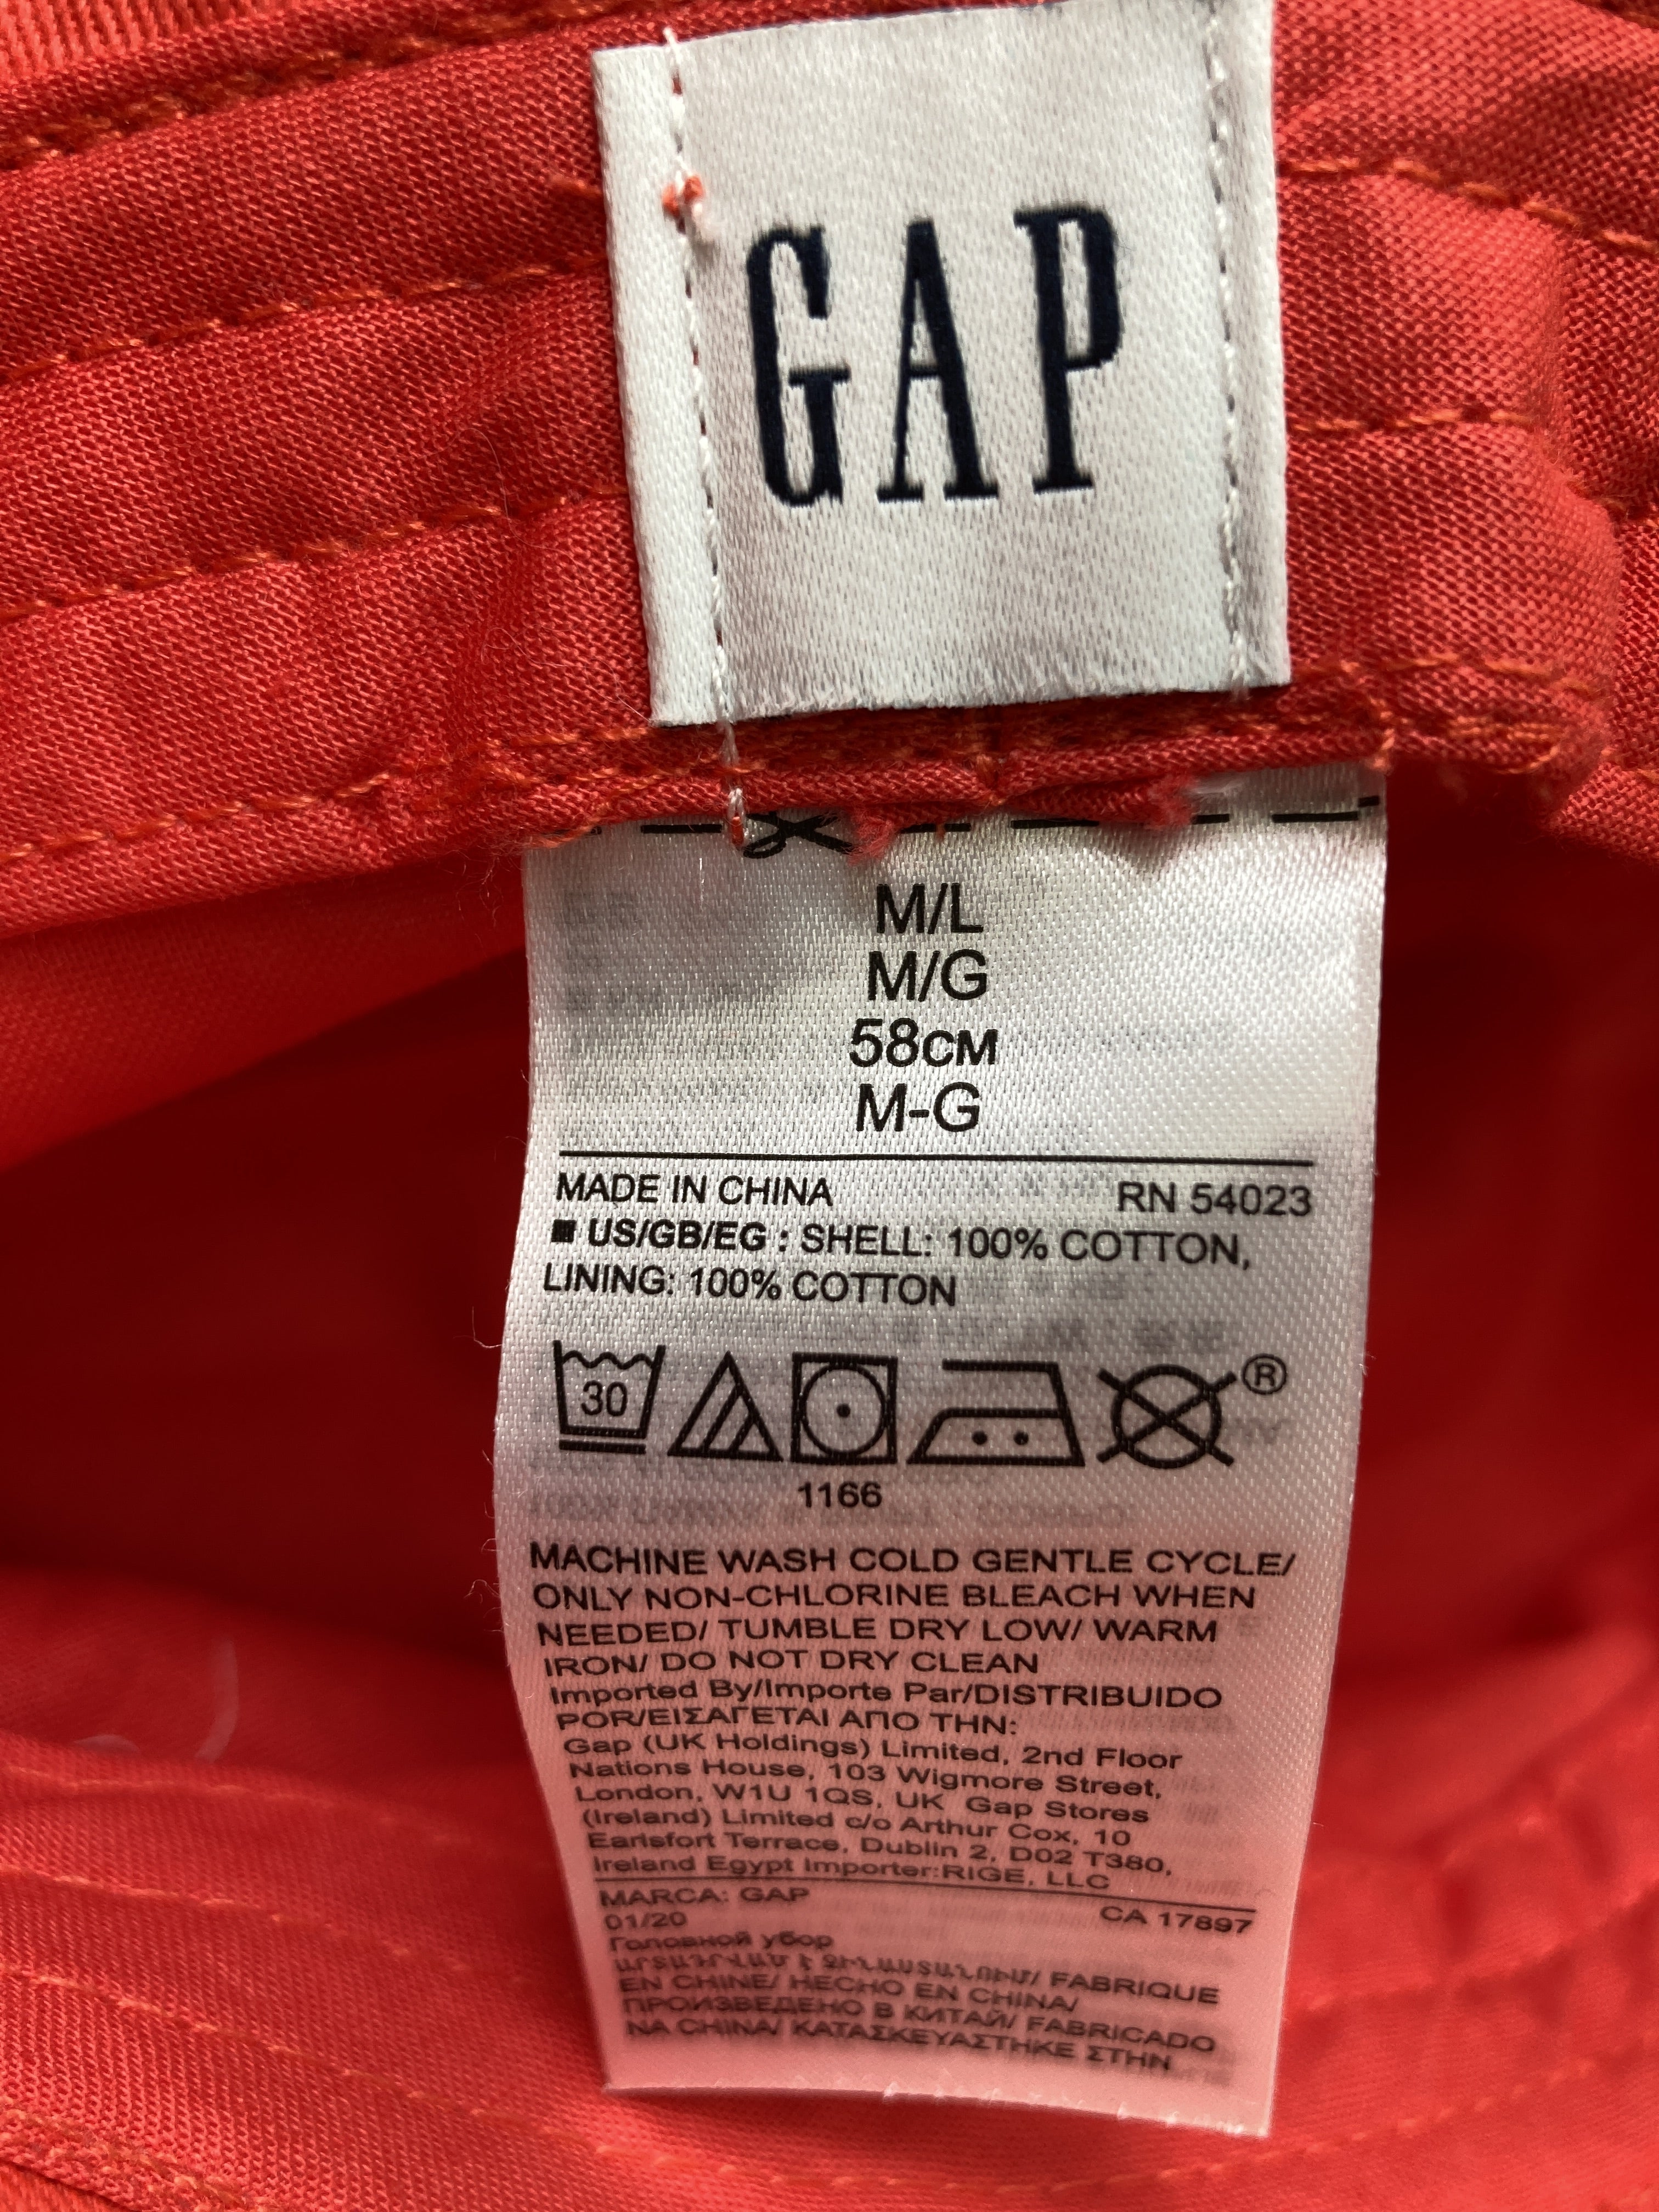 GAP
M/L
M/G
58CM
M-G
MADE IN CHINA RN 54023
US/GB/EG : SHELL: 100% COTTON,
LINING: 100% COTTON
30 ®
1166
MACHINE WASH COLD GENTLE CYCLE/
ONLY NON-CHLORINE BLEACH WHEN
NEEDED/ TUMBLE DRY LOW/ WARM
IRON/ DO NOT DRY CLEAN
Imported By/Importe Par/DISTRIBUIDO
POR/ΕΙΣΑΓΕΤΑΙ ΑΠΟ ΤΗΝ:
Gap (UK Holdings) Limited, 2nd Floor
Nations House, 103 Wigmore Street,
London, W1U 1QS, UK Gap Stores
(Ireland) Limited c/o Arthur Cox, 10
Earlsfort Terrace, Dublin 2, D02 T380,
Ireland Egypt Importer:RIGE, LLC
MARCA: GAP CA 17897
01/20
Головной убор
ԱՐՏԱԴՐՎԱԾ Է ՉԻՆԱՍՏԱՆՈՒՄ/ FABRIQUE
EN CHINE/ HECHO EN CHINA/
ПРОИЗВЕДЕНО В КИТАЙ/ FABRICADO
NA CHINA/ ΚΑΤΑΣΚΕΥΑΣΤΗΚΕ ΣΤΗΝ